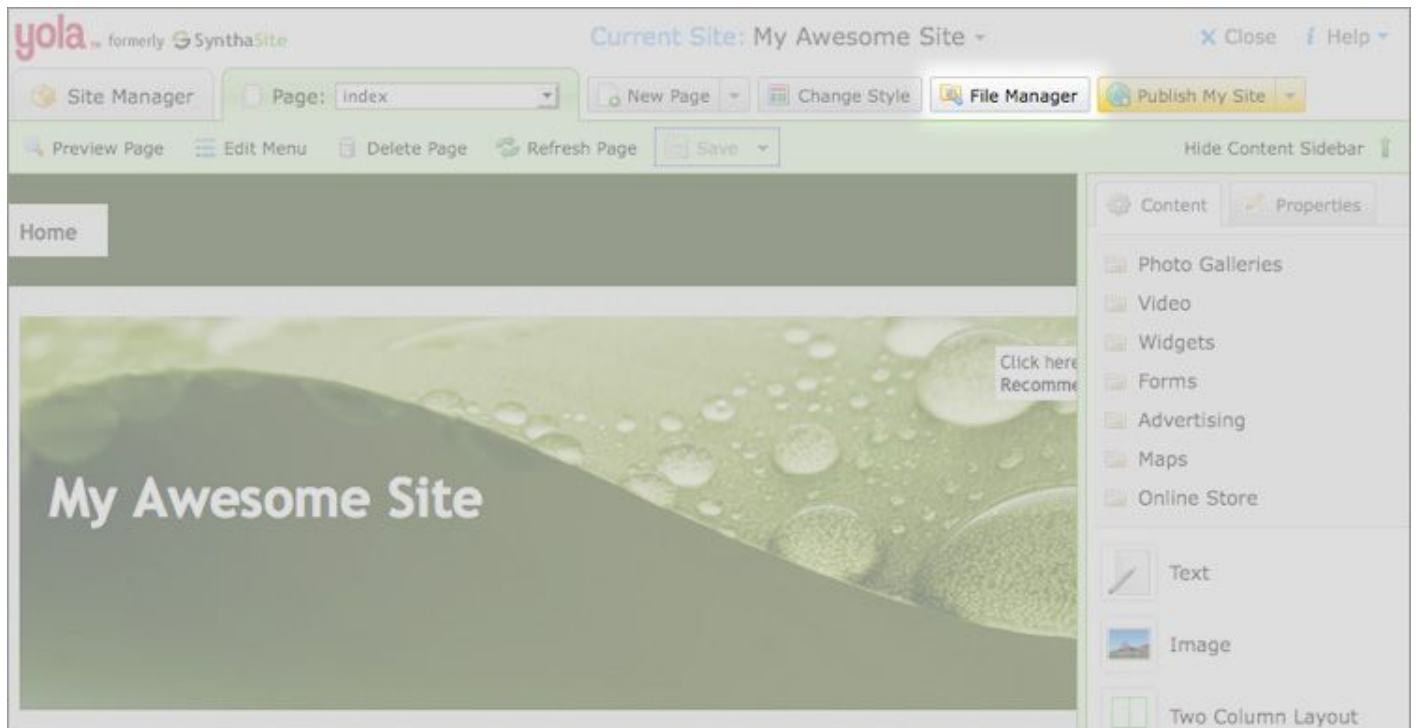 yola™ formerly SynthaSite
Current Site: My Awesome Site
Close
Help
Site Manager
Page: index
New Page
Change Style
File Manager
Publish My Site
Preview Page
Edit Menu
Delete Page
Refresh Page
Save
Hide Content Sidebar
Home
Content
Properties
Photo Galleries
Video
Widgets
Forms
Advertising
Maps
Online Store
Click here
Recomme
My Awesome Site
Text
Image
Two Column Layout